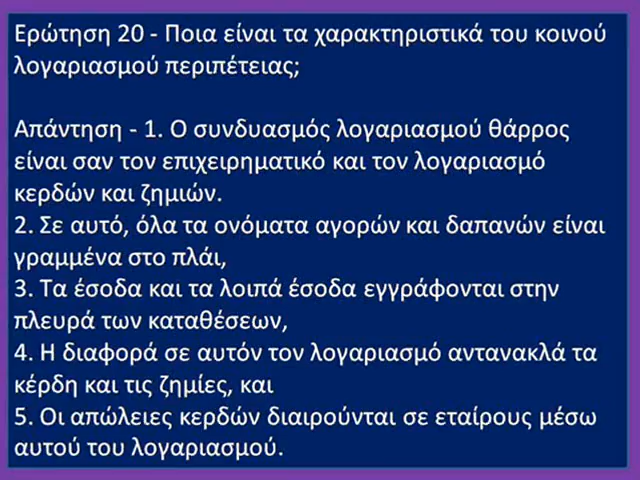 Ερώτηση 20 - Ποια είναι τα χαρακτηριστικά του κοινού
λογαριασμού περιπέτειας;
Απάντηση - 1. Ο συνδυασμός λογαριασμού θάρρος
είναι σαν τον επιχειρηματικό και τον λογαριασμό
κερδών και ζημιών.
2. Σε αυτό, όλα τα ονόματα αγορών και δαπανών είναι
γραμμένα στο πλάι,
3. Τα έσοδα και τα λοιπά έσοδα εγγράφονται στην
πλευρά των καταθέσεων,
4. Η διαφορά σε αυτόν τον λογαριασμό αντανακλά τα
κέρδη και τις ζημίες, και
5. Οι απώλειες κερδών διαιρούνται σε εταίρους μέσω
αυτού του λογαριασμού.